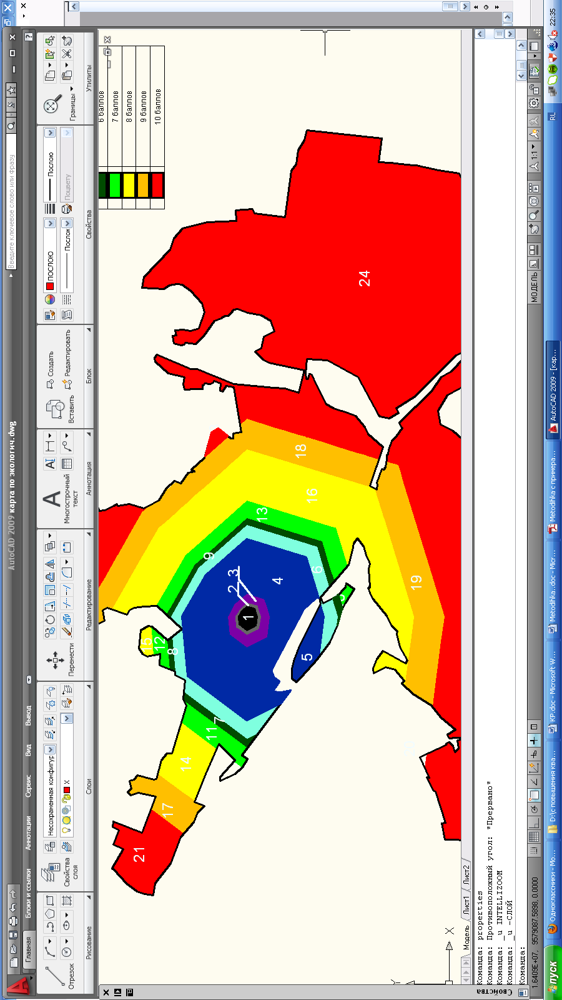 AutoCAD 2009 карта по экологич.dwg
Введите ключевое слово или фразу
Главная
Блоки и ссылки
Аннотации
Сервис
Вид
Вывод
Отрезок
Рисование
Свойства слоя
Несохраненная конфигур
X
Слои
Перенести
Редактирование
Многострочный текст
Аннотация
Вставить
Создать
Редактировать
Блок
ПОСЛОЮ
Послою
Послоя
Поцвету
Свойства
Границы
Утилиты
6 баллов
7 баллов
8 баллов
9 баллов
10 баллов
1
2
3
4
5
6
7
8
9
11
12
13
14
15
16
17
18
19
21
24
X
Y
Модель
Лист1
Лист2
Свойства
Команда: properties
Команда: Противоположный угол: *Прервано*
Команда: _u INTELLIZOOM
Команда: _u -СЛОЙ
Команда:
1.6409E+07, 9579087.5898, 0.0000
МОДЕЛЬ
1:1
пуск
Одноклассники - Mo...
D:\с повышения ква...
KP.doc - Microsoft W...
Metodihka..doc - Micr...
Metodihka с примера...
AutoCAD 2009 - [кар...
RL
22:35